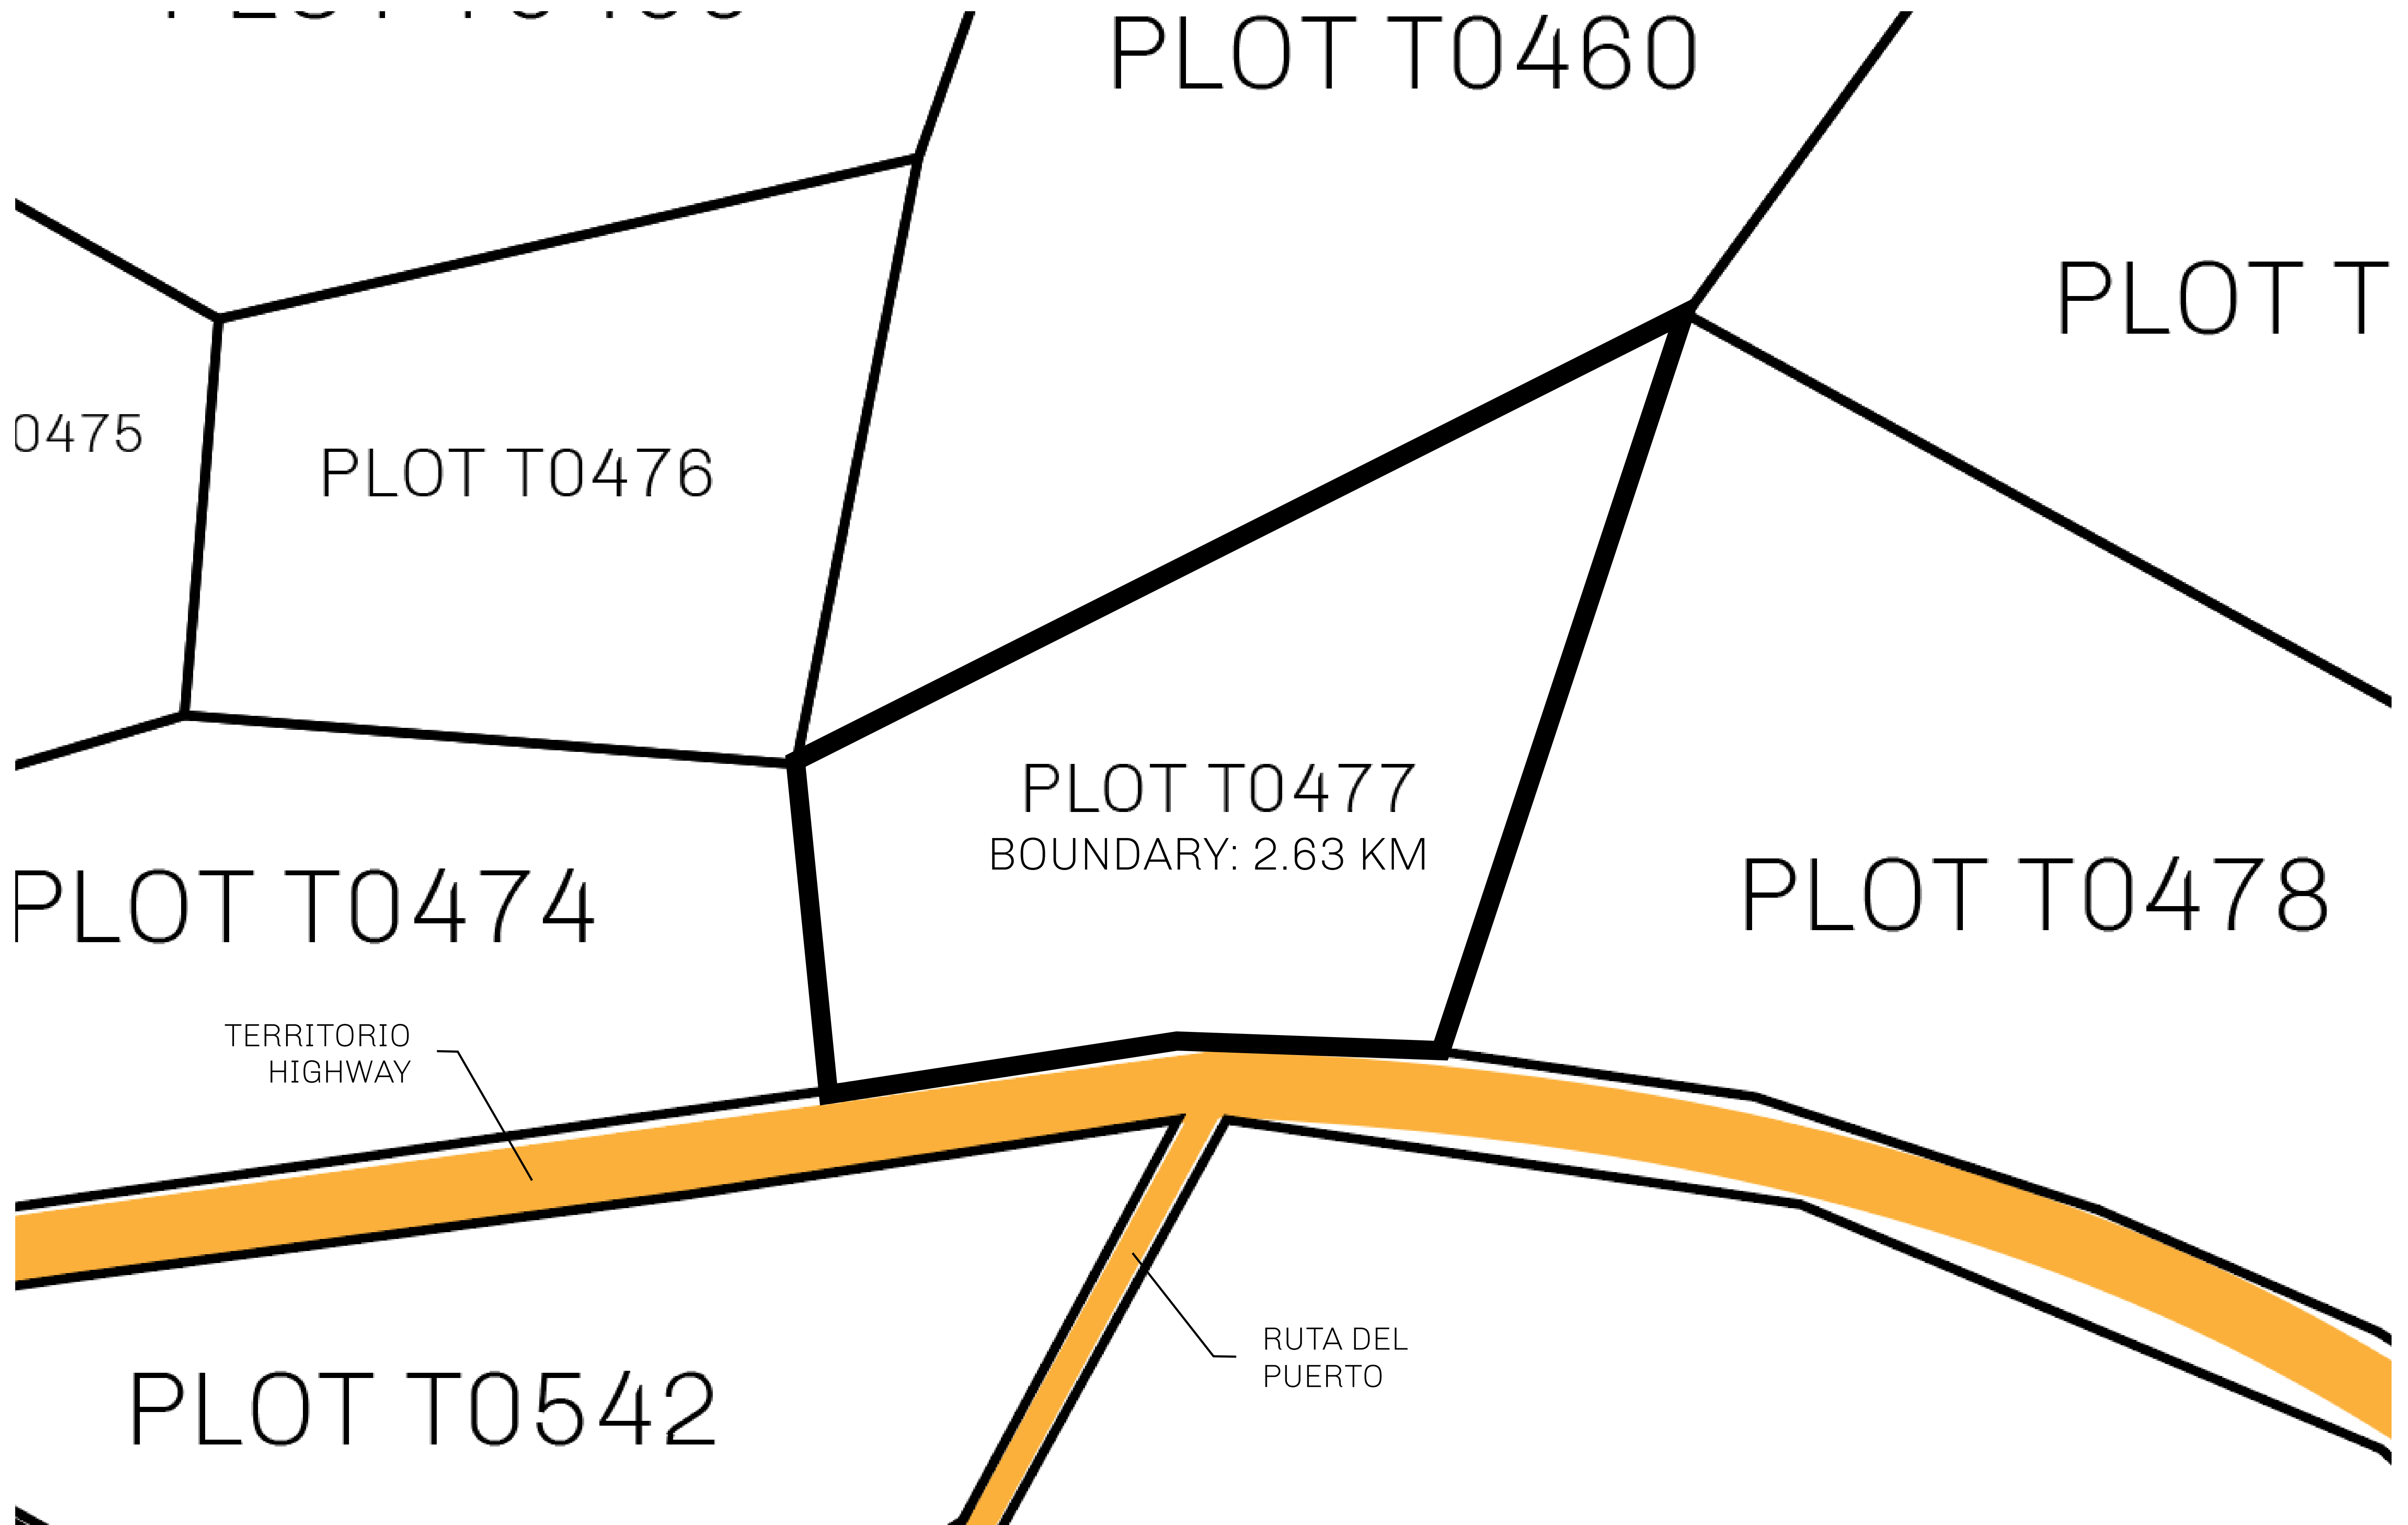 PLOT T0460
PLOT T
0475
PLOT T0476
PLOT T0477
BOUNDARY: 2.63 KM
PLOT T0474
PLOT T0478
TERRITORIO
HIGHWAY
RUTA DEL
PUERTO
PLOT T0542